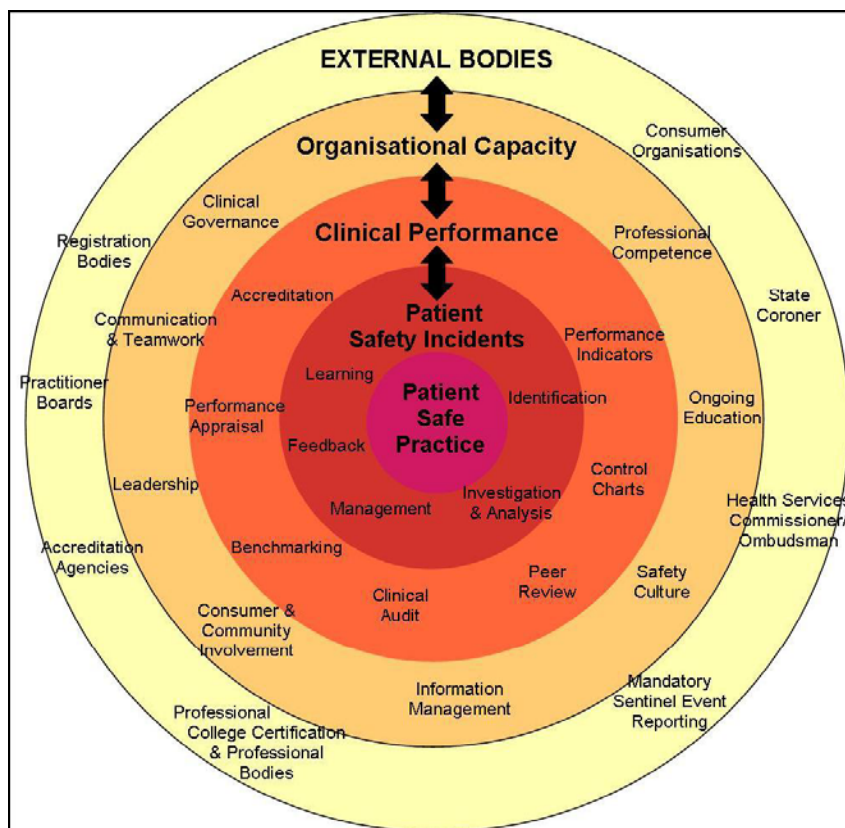 EXTERNAL BODIES
Consumer
Organisations
Organisational Capacity
Clinical
Governance
Professional
Competence
Clinical Performance
Registration
Bodies
Accreditation
State
Coroner
Patient
Safety Incidents
Communication
& Teamwork
Performance
Indicators
Learning
Practitioner
Boards
Performance
Appraisal
Patient
Safe
Practice
Identification
Ongoing
Education
Feedback
Leadership
Control
Charts
Management
Investigation
& Analysis
Health Services
Commissioner/
Ombudsman
Accreditation
Agencies
Benchmarking
Peer
Review
Safety
Culture
Clinical
Audit
Consumer &
Community
Involvement
Information
Management
Mandatory
Sentinel Event
Reporting
Professional
College Certification
& Professional
Bodies